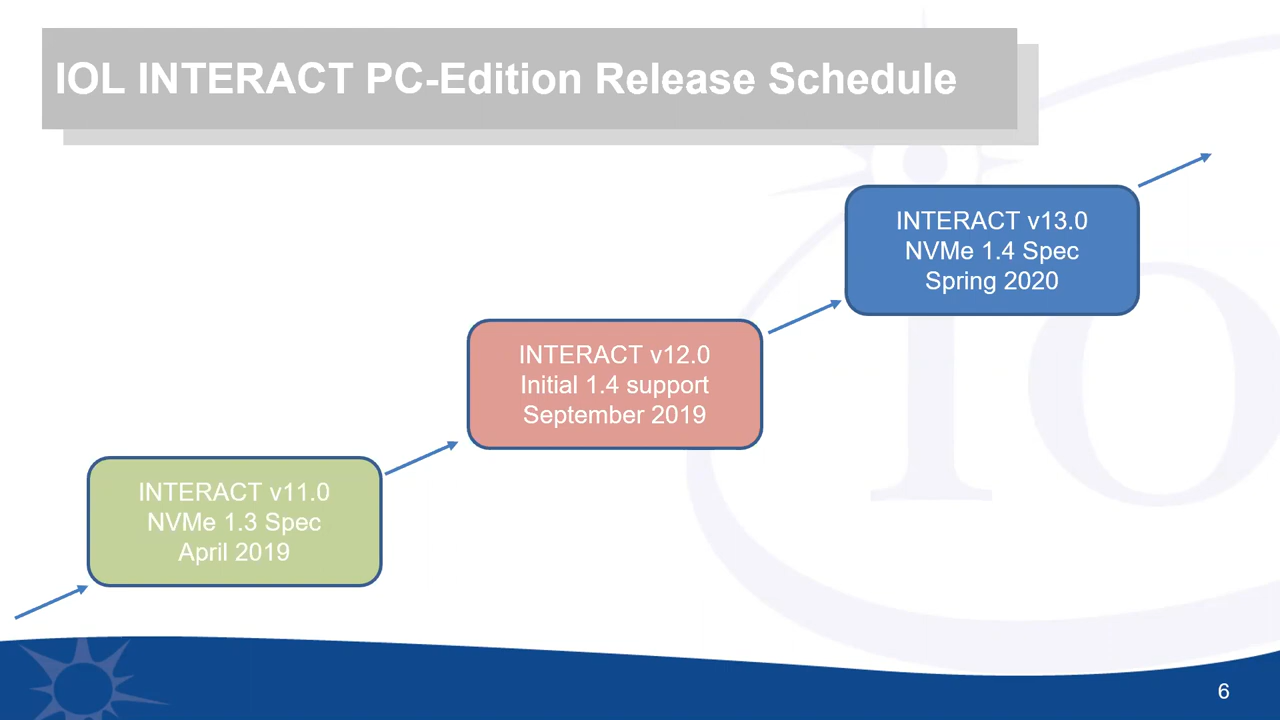 IOL INTERACT PC-Edition Release Schedule
INTERACT v13.0
NVMe 1.4 Spec
Spring 2020
INTERACT v12.0
Initial 1.4 support
September 2019
INTERACT v11.0
NVMe 1.3 Spec
April 2019
6